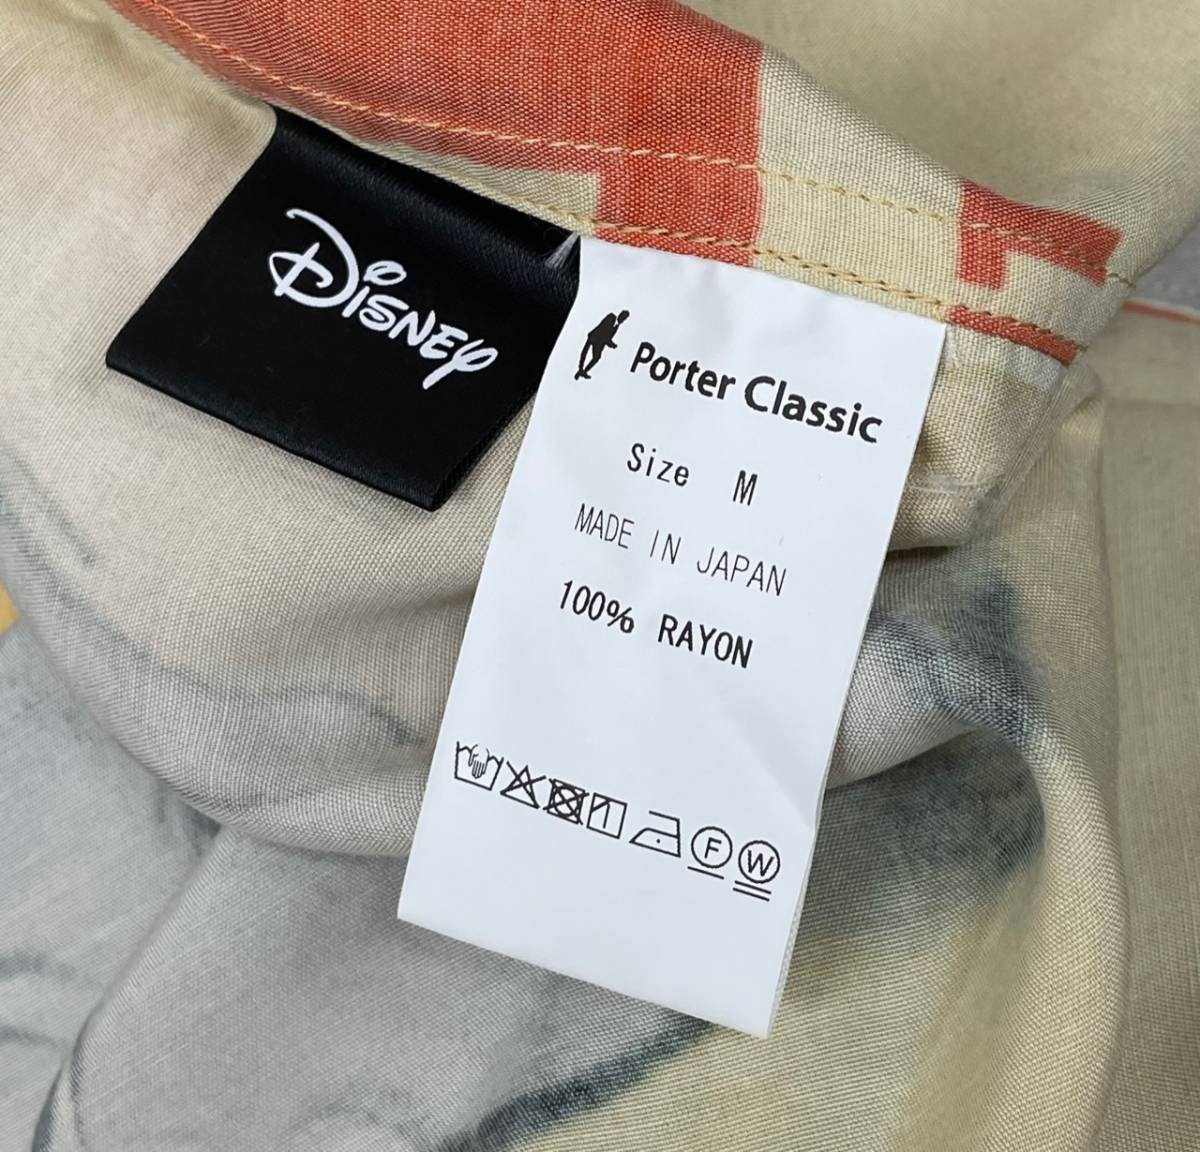 Disney
Porter Classic
Size M
MADE IN JAPAN
100% RAYON
F W